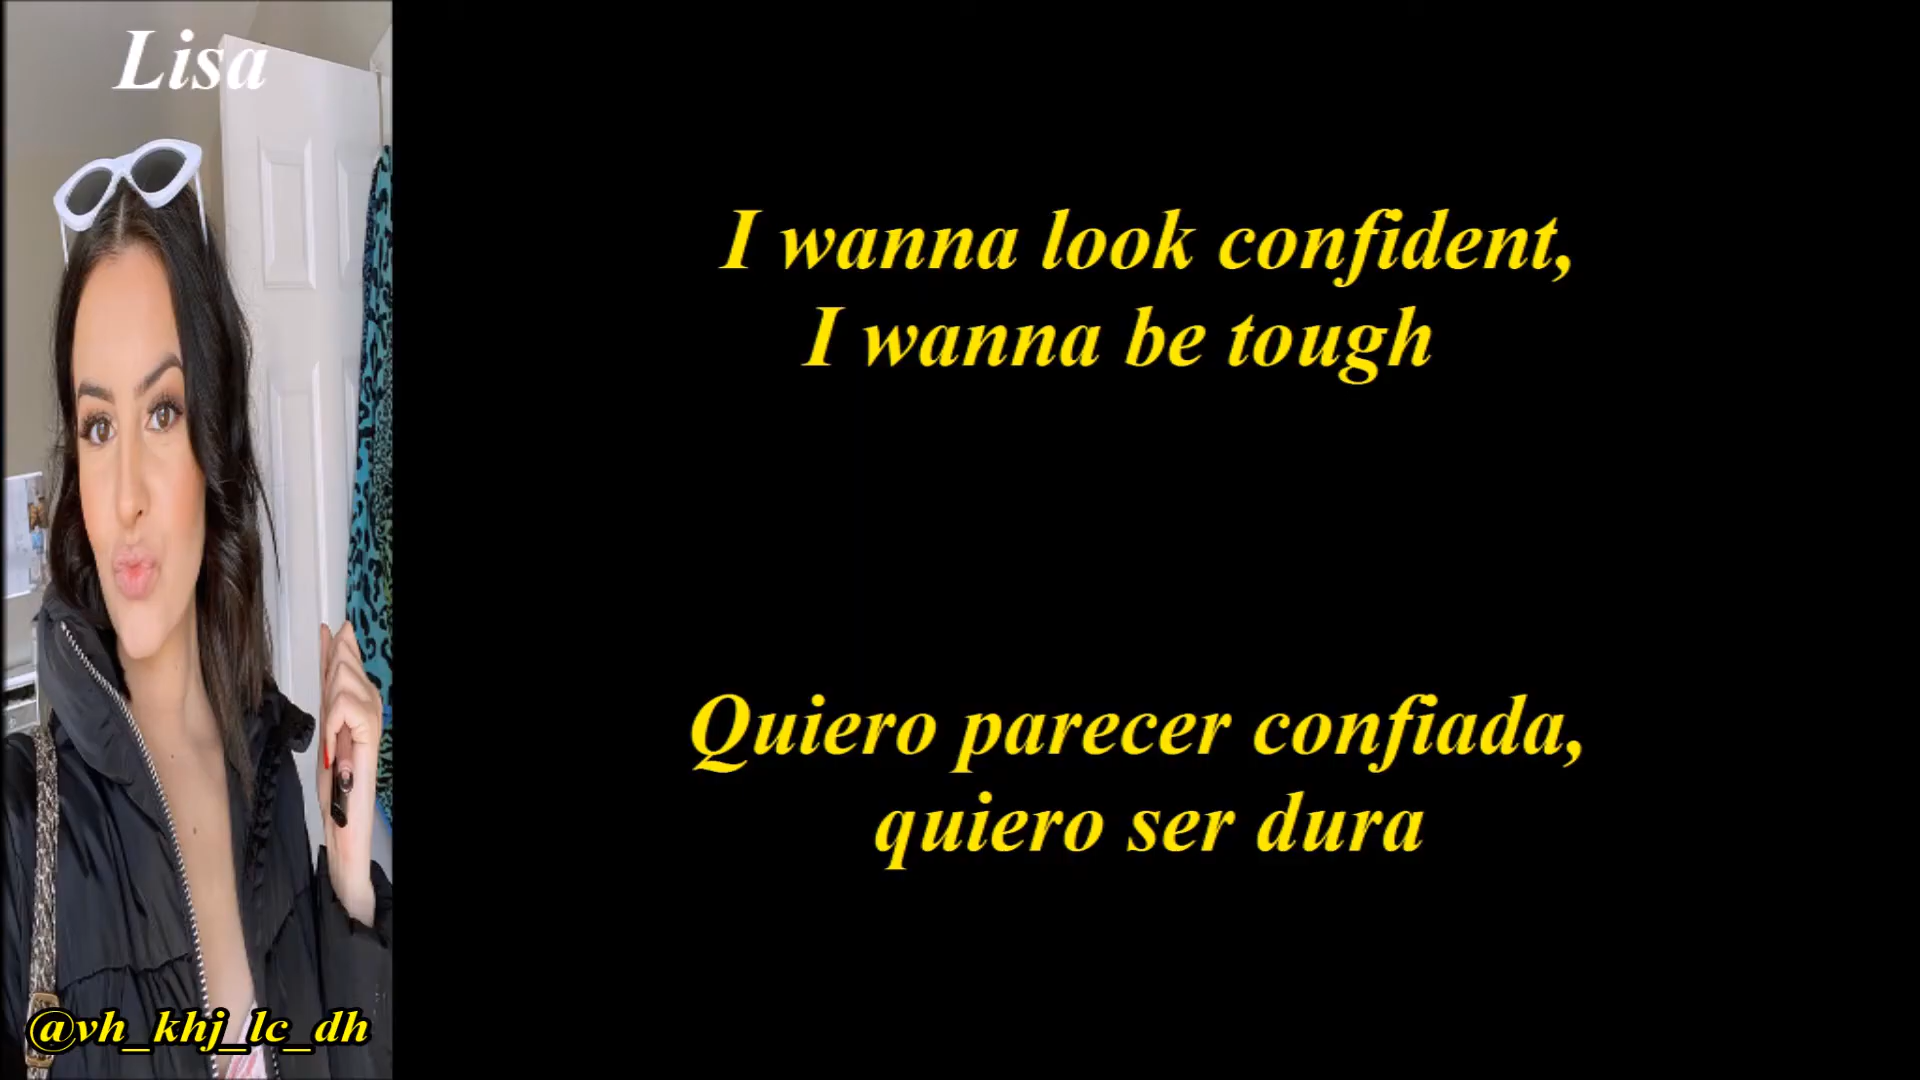 Lisa
I wanna look confident,
I wanna be tough
Quiero parecer confiada,
quiero ser dura
@vh_khj_lc_dh